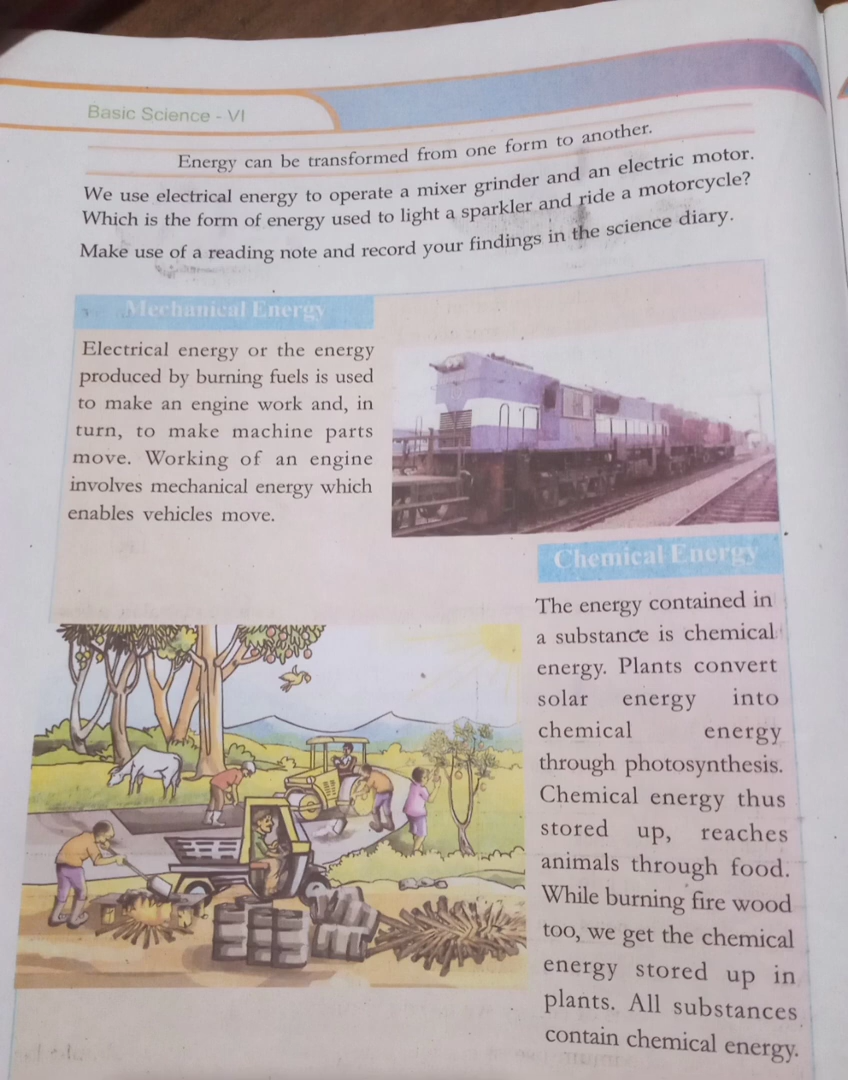 Basic Science - VI
Energy can be transformed from one form to another.
We use electrical energy to operate a mixer grinder and an electric motor.
Which is the form of energy used to light a sparkler and ride a motorcycle?
Make use of a reading note and record your findings in the science diary.
Mechanical Energy
Electrical energy or the energy
produced by burning fuels is used
to make an engine work and, in
turn, to make machine parts
move. Working of an engine
involves mechanical energy which
enables vehicles move.
Chemical Energy
The energy contained in
a substance is chemical
energy. Plants convert
solar energy into
chemical energy
through photosynthesis.
Chemical energy thus
stored up, reaches
animals through food.
While burning fire wood
too, we get the chemical
energy stored up in
plants. All substances
contain chemical energy.